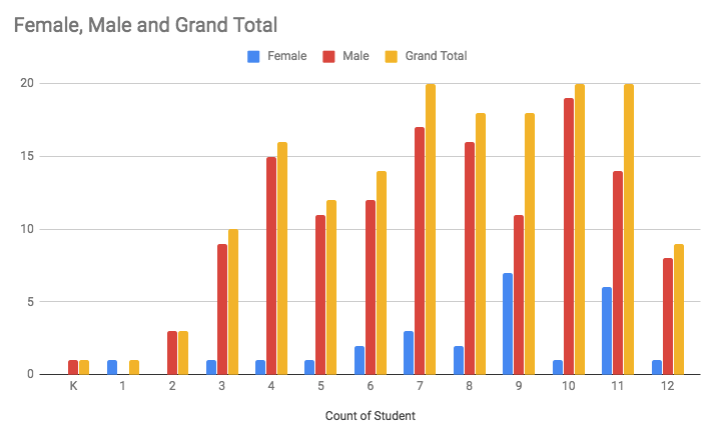 Female, Male and Grand Total
Female Male Grand Total
20
15
10
5
0
K 1 2 3 4 5 6 7 8 9 10 11 12
Count of Student